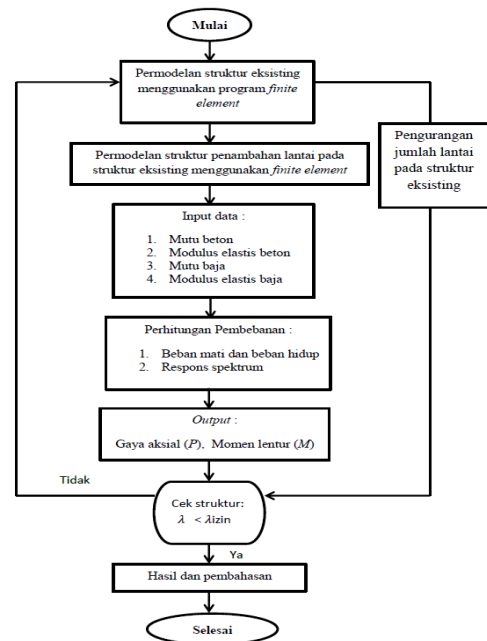 Mulai
Permodelan struktur eksisting
menggunakan program finite
element
Pengurangan
jumlah lantai
pada struktur
eksisting
Permodelan struktur penambahan lantai pada
struktur eksisting menggunakan finite element
Input data :
1. Mutu beton
2. Modulus elastis beton
3. Mutu baja
4. Modulus elastis baja
Perhitungan Pembebanan :
1. Beban mati dan beban hidup
2. Respons spektrum
Output :
Gaya aksial (P), Momen lentur (M)
Tidak
Cek struktur:
λ < λizin
Ya
Hasil dan pembahasan
Selesai